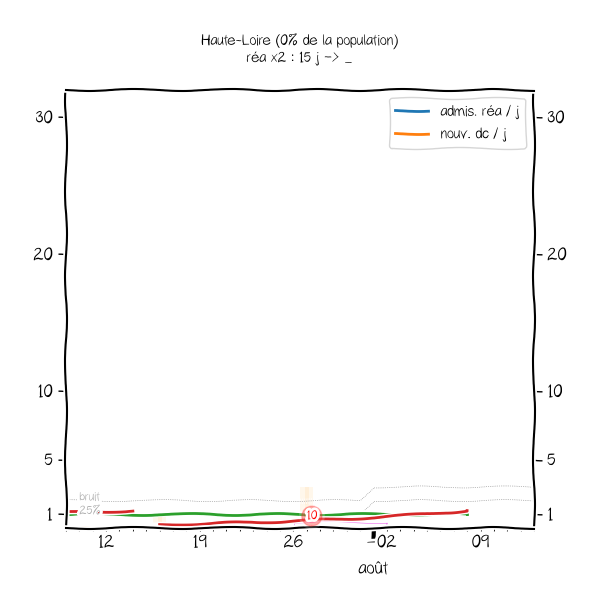 Haute-Loire (0% de la population)
réa x2 : 15 j -> _
admis. réa / j
nouv. dc / j
30
30
20
20
10
10
5
5
bruit
25%
1
10
1
12
19
26
02
09
août